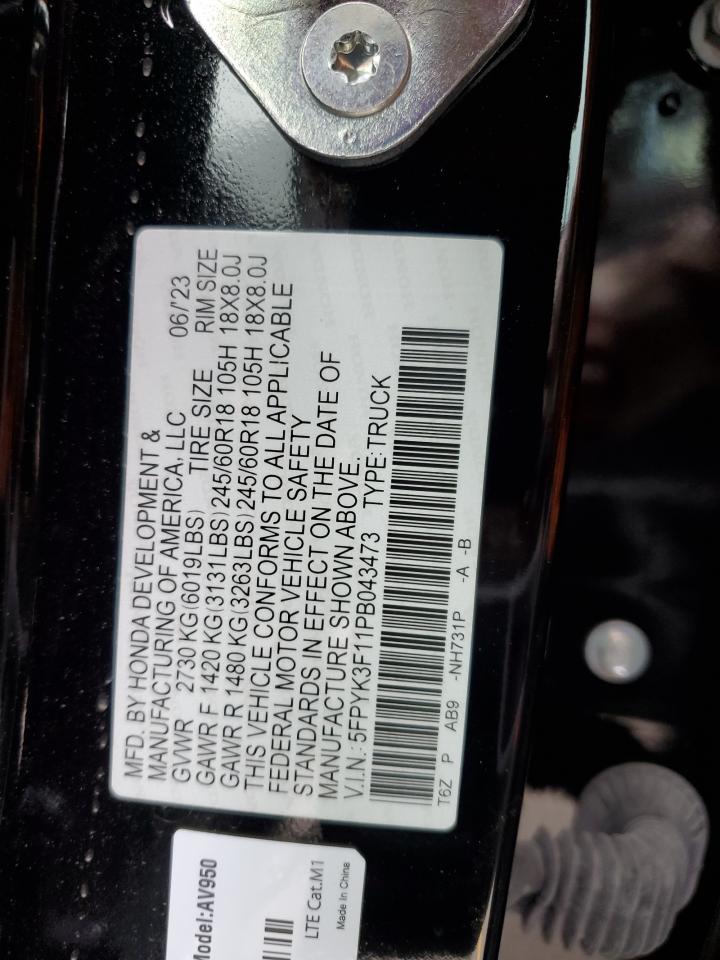 MFD. BY HONDA DEVELOPMENT &
MANUFACTURING OF AMERICA, LLC 06/'23
GVWR 2730 KG(6019LBS) TIRE SIZE RIM SIZE
GAWR F 1420 KG(3131LBS) 245/60R18 105H 18X8.0J
GAWR R 1480 KG(3263LBS) 245/60R18 105H 18X8.0J
THIS VEHICLE CONFORMS TO ALL APPLICABLE
FEDERAL MOTOR VEHICLE SAFETY
STANDARDS IN EFFECT ON THE DATE OF
MANUFACTURE SHOWN ABOVE.
V.I.N.: 5FPYK3F11PB043473 TYPE:TRUCK
T6Z P AB9 -NH731P -A -B
Model:AV950
LTE Cat.M1
Made In China